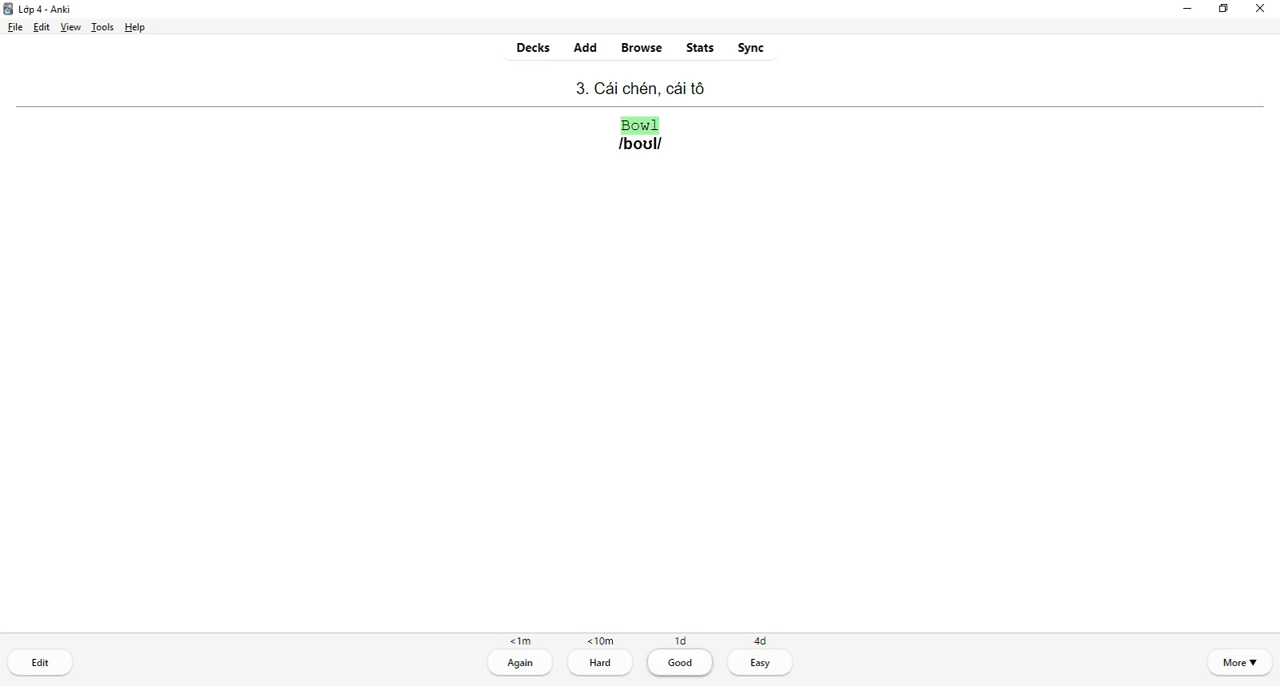 Lớp 4 - Anki
File Edit View Tools Help
Decks Add Browse Stats Sync
3. Cái chén, cái tô
Bowl
/boʊl/
<1m <10m 1d 4d
Edit Again Hard Good Easy More ▼